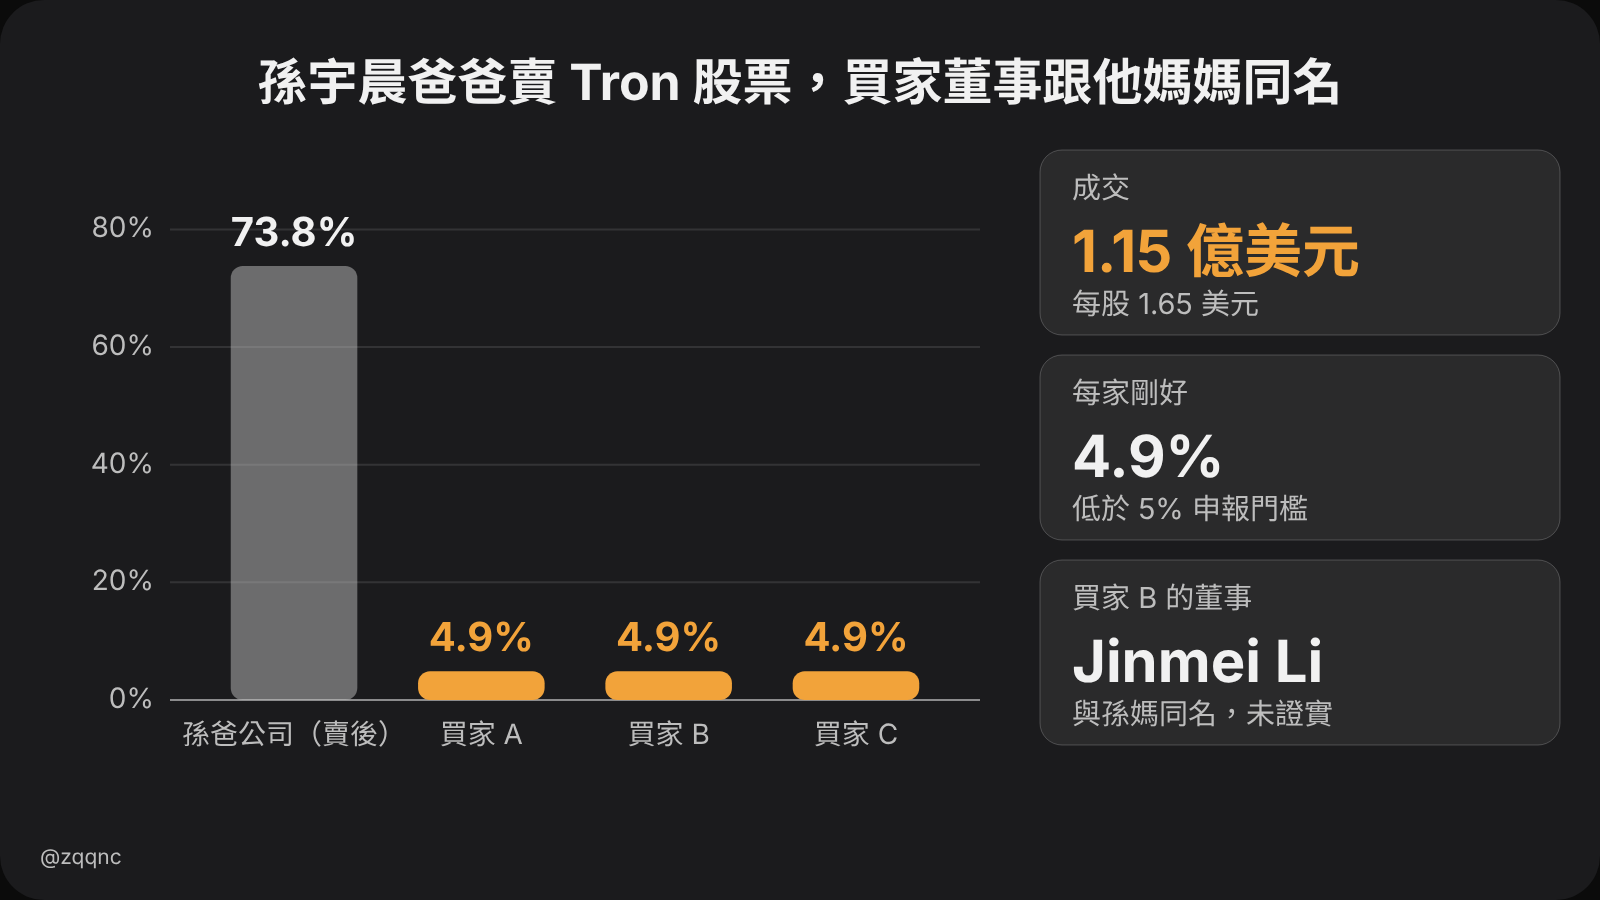 孫宇晨爸爸賣 Tron 股票，買家董事跟他媽媽同名
80%
60%
40%
20%
0%
73.8%
4.9%
4.9%
4.9%
孫爸公司（賣後）
買家 A
買家 B
買家 C
成交
1.15 億美元
每股 1.65 美元
每家剛好
4.9%
低於 5% 申報門檻
買家 B 的董事
Jinmei Li
與孫媽同名，未證實
@zqqnc